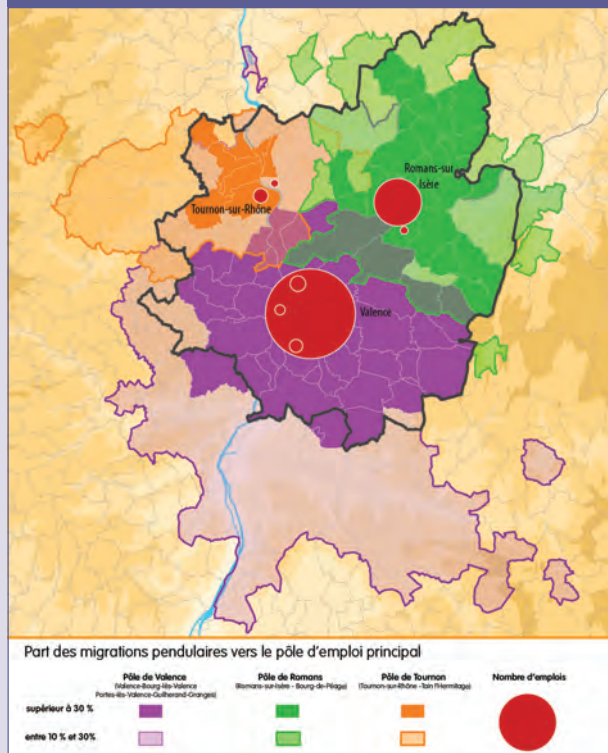 Tournon-sur-Rhône
Romans-sur
Isère
Valence
Part des migrations pendulaires vers le pôle d'emploi principal
Pôle de Valence
(Valence-Bourg-lès-Valence
Portes-lès-Valence-Guilherand-Granges)
Pôle de Romans
(Romans-sur-Isère - Bourg-de-Péage)
Pôle de Tournon
(Tournon-sur-Rhône - Tain l'Hermitage)
Nombre d'emplois
supérieur à 30 %
entre 10 % et 30%